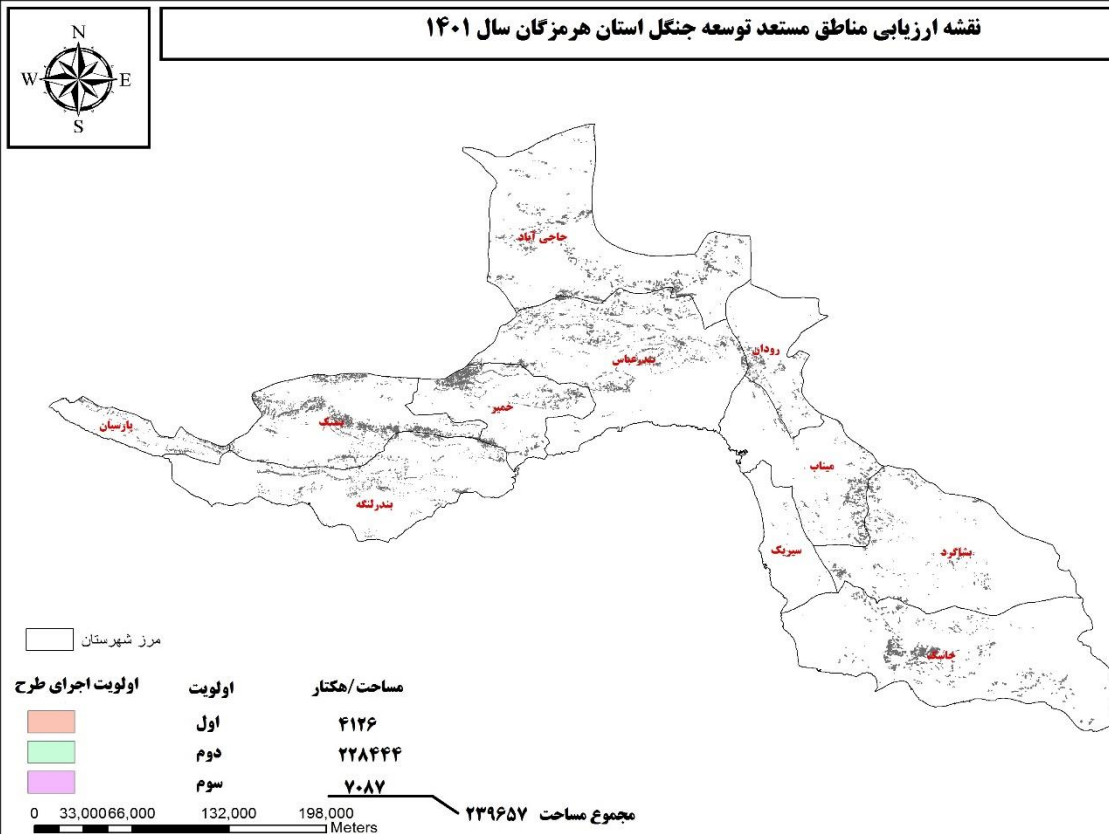 نقشه ارزیابی مناطق مستعد توسعه جنگل استان هرمزگان سال ۱۴۰۱
N
W E
S
حاجی آباد
رودان
بندرعباس
خمیر
بستک
پارسیان
میناب
بندرلنگه
سیریک
بشاگرد
جاسک
مرز شهرستان
اولویت اجرای طرح اولویت مساحت/هکتار
اول ۴۱۲۶
دوم ۲۲۸۴۴۴
سوم ۷۰۸۷
مجموع مساحت ۲۳۹۶۵۷
0 33,000 66,000 132,000 198,000
Meters